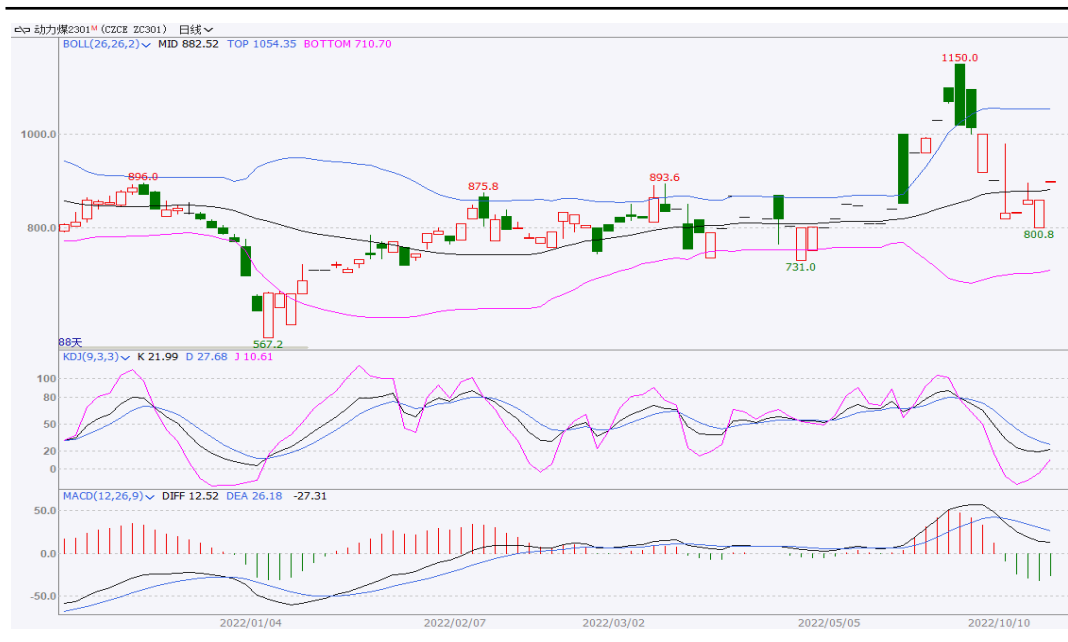 动力煤2301M (CZCE ZC301) 日线
BOLL(26,26,2) MID 882.52 TOP 1054.35 BOTTOM 710.70
1150.0
1000.0
896.0
875.8
893.6
800.0
800.8
731.0
567.2
88天
KDJ(9,3,3) K 21.99 D 27.68 J 10.61
100
80
50
20
0
MACD(12,26,9) DIFF 12.52 DEA 26.18 -27.31
50.0
0.0
-50.0
2022/01/04 2022/02/07 2022/03/02 2022/05/05 2022/10/10